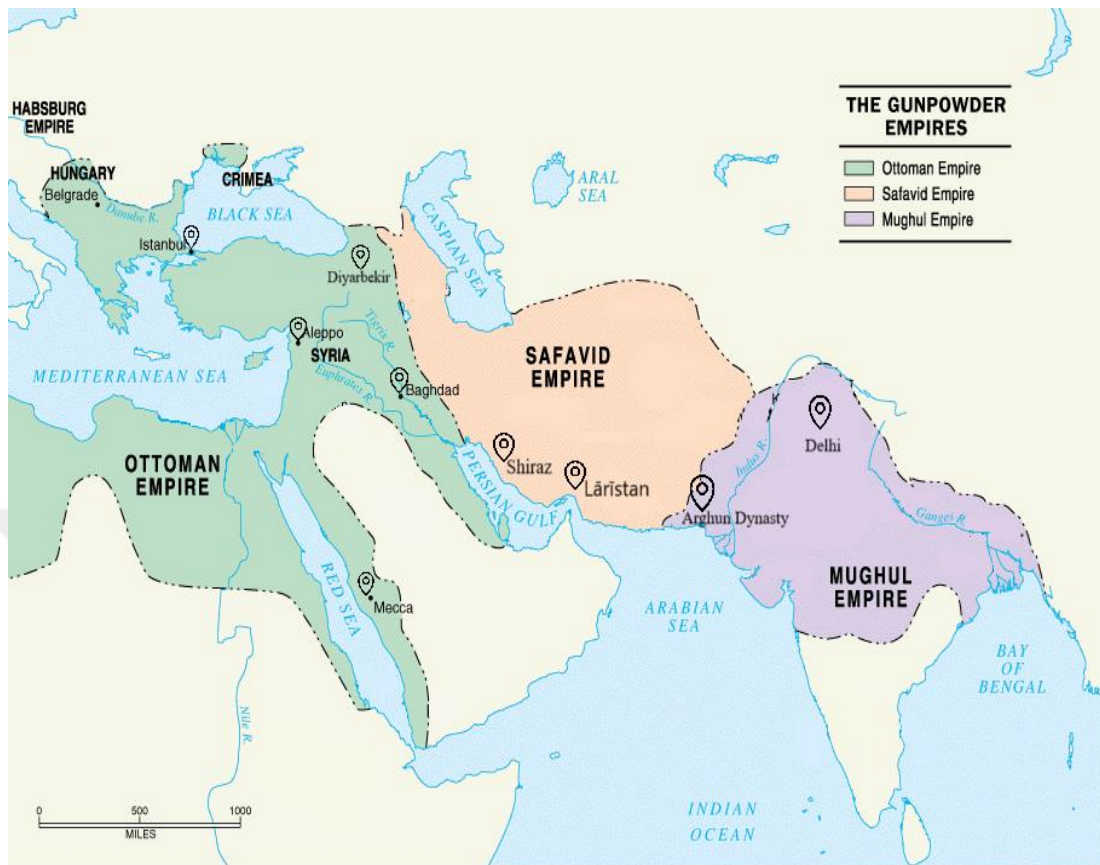 HABSBURG
EMPIRE
HUNGARY
Belgrade
Danube R.
CRIMEA
BLACK SEA
Istanbul
ARAL
SEA
CASPIAN SEA
THE GUNPOWDER
EMPIRES
Ottoman Empire
Safavid Empire
Mughul Empire
Diyarbekir
Aleppo
SYRIA
Tigris R.
Euphrates R.
Baghdad
MEDITERRANEAN SEA
SAFAVID
EMPIRE
K
Indus R.
Delhi
Ganges R.
OTTOMAN
EMPIRE
Shiraz
Lārīstan
PERSIAN GULF
Arghun Dynasty
MUGHUL
EMPIRE
RED SEA
Mecca
ARABIAN
SEA
BAY
OF
BENGAL
Nile R.
INDIAN
OCEAN
0 500 1000
MILES